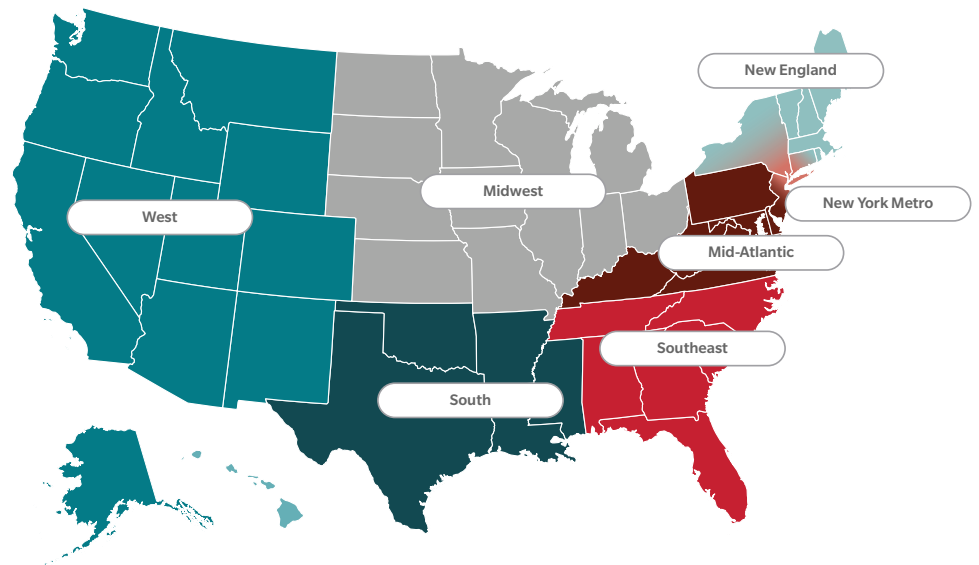 New England
Midwest
New York Metro
West
Mid-Atlantic
Southeast
South